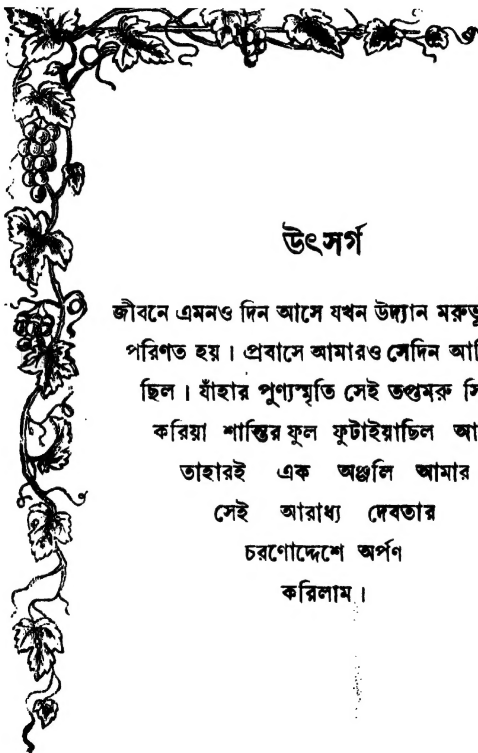 উৎসর্গ
জীবনে এমনও দিন আসে যখন উদ্যান
পরিণত হয়। প্রবাসে আমারও সেদিন
ছিল। যাঁহার পুণ্যস্মৃতি সেই তপ্তমরু
করিয়া শান্তির ফুল ফুটাইয়াছিল
তাহারই এক অঞ্জলি আমার
সেই আরাধ্য দেবতার
চরণোদ্দেশে অর্পণ
করিলাম।